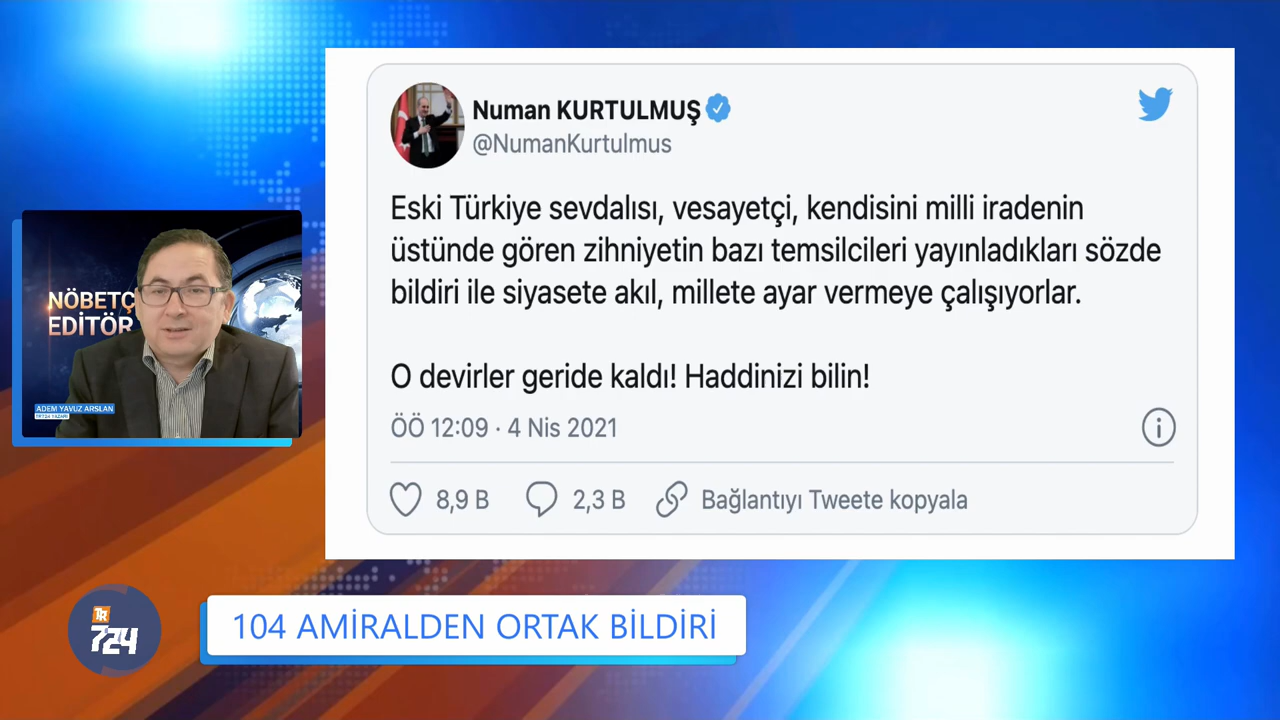 Numan KURTULMUŞ
@NumanKurtulmus
Eski Türkiye sevdalısı, vesayetçi, kendisini milli iradenin
üstünde gören zihniyetin bazı temsilcileri yayınladıkları sözde
bildiri ile siyasete akıl, millete ayar vermeye çalışıyorlar.
O devirler geride kaldı! Haddinizi bilin!
ÖÖ 12:09 · 4 Nis 2021
8,9 B 2,3 B Bağlantıyı Tweete kopyala
NÖBETÇ
EDİTÖR
ADEM YAVUZ ARSLAN
TR724 YAZARI
TR
724
104 AMİRALDEN ORTAK BİLDİRİ